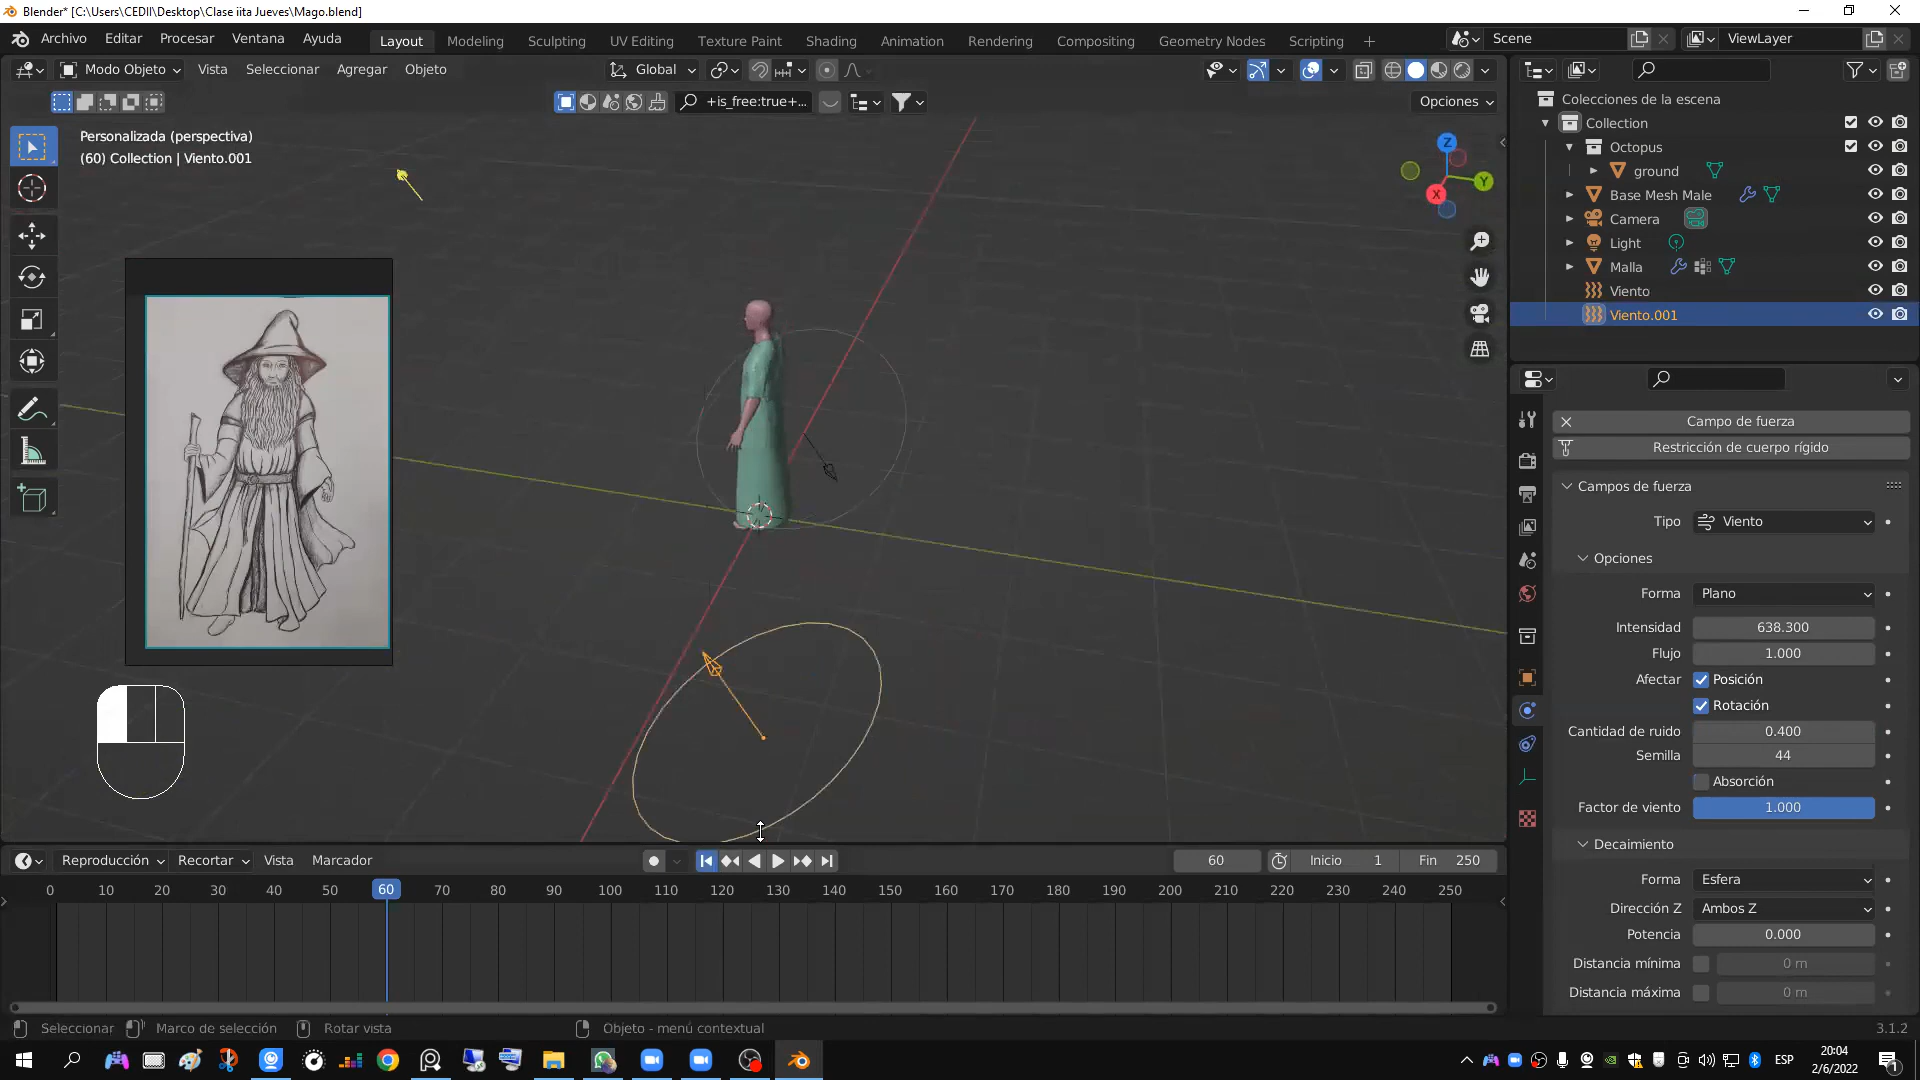 Blender* [C:\Users\CEDII\Desktop\Clase iita Jueves\Mago.blend]
Archivo Editar Procesar Ventana Ayuda Layout Modeling Sculpting UV Editing Texture Paint Shading Animation Rendering Compositing Geometry Nodes Scripting Scene ViewLayer
Modo Objeto Vista Seleccionar Agregar Objeto Global
+is_free:true+... Opciones
Personalizada (perspectiva)
(60) Collection | Viento.001
Z
Y
X
Colecciones de la escena
Collection
Octopus
ground
Base Mesh Male
Camera
Light
Malla
Viento
Viento.001
Campo de fuerza
Restricción de cuerpo rígido
Campos de fuerza
Tipo Viento
Opciones
Forma Plano
Intensidad 638.300
Flujo 1.000
Afectar Posición
Rotación
Cantidad de ruido 0.400
Semilla 44
Absorción
Factor de viento 1.000
Decaimiento
Forma Esfera
Dirección Z Ambos Z
Potencia 0.000
Distancia mínima 0 m
Distancia máxima 0 m
Reproducción Recortar Vista Marcador 60 Inicio 1 Fin 250
0 10 20 30 40 50 60 70 80 90 100 110 120 130 140 150 160 170 180 190 200 210 220 230 240 250
Seleccionar Marco de selección Rotar vista Objeto - menú contextual 3.1.2
ESP 20:04
2/6/2022
1